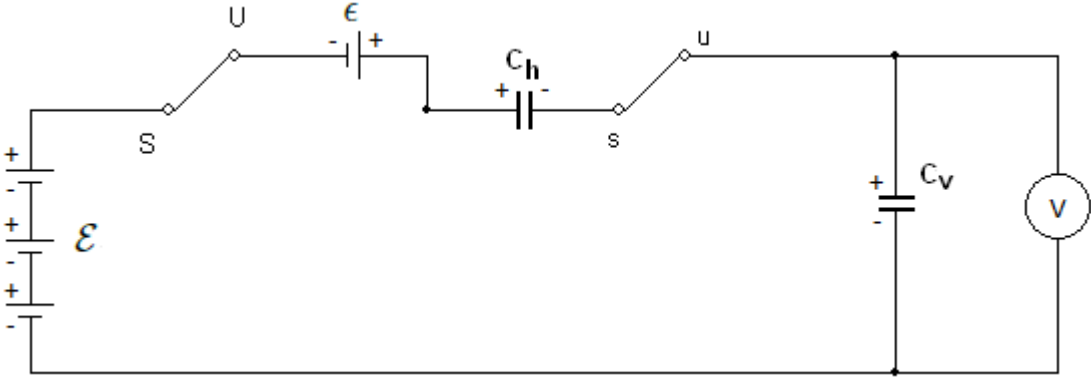 U
ϵ
- +
u
C_h
+ -
S
s
+
-
+
-
ℰ
+
-
+
-
C_v
V